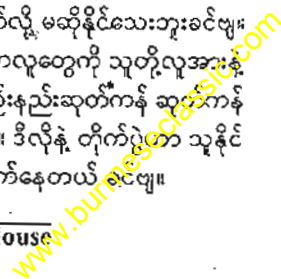 ်လို့ မဆိုနိုင်သေးဘူးခင်ဗျ။
ာလူတွေကို သူတို့လူအားနဲ့
ည်းနည်းဆုတ်ကန် ဆုတ်ကန်
။ ဒီလိုနဲ့ တိုက်ပွဲဟာ သူနိုင်
က်နေတယ် ခင်ဗျ။
House
www.burmeseclassic.com